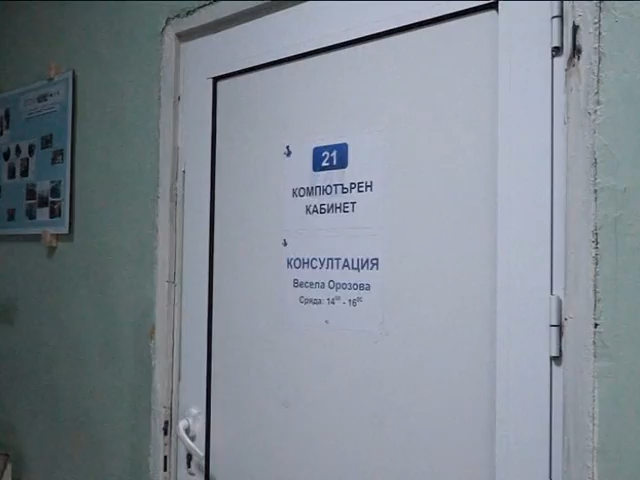 21
КОМПЮТЪРЕН
КАБИНЕТ
КОНСУЛТАЦИЯ
Весела Орозова
Сряда: 14⁰⁰ - 16⁰⁰